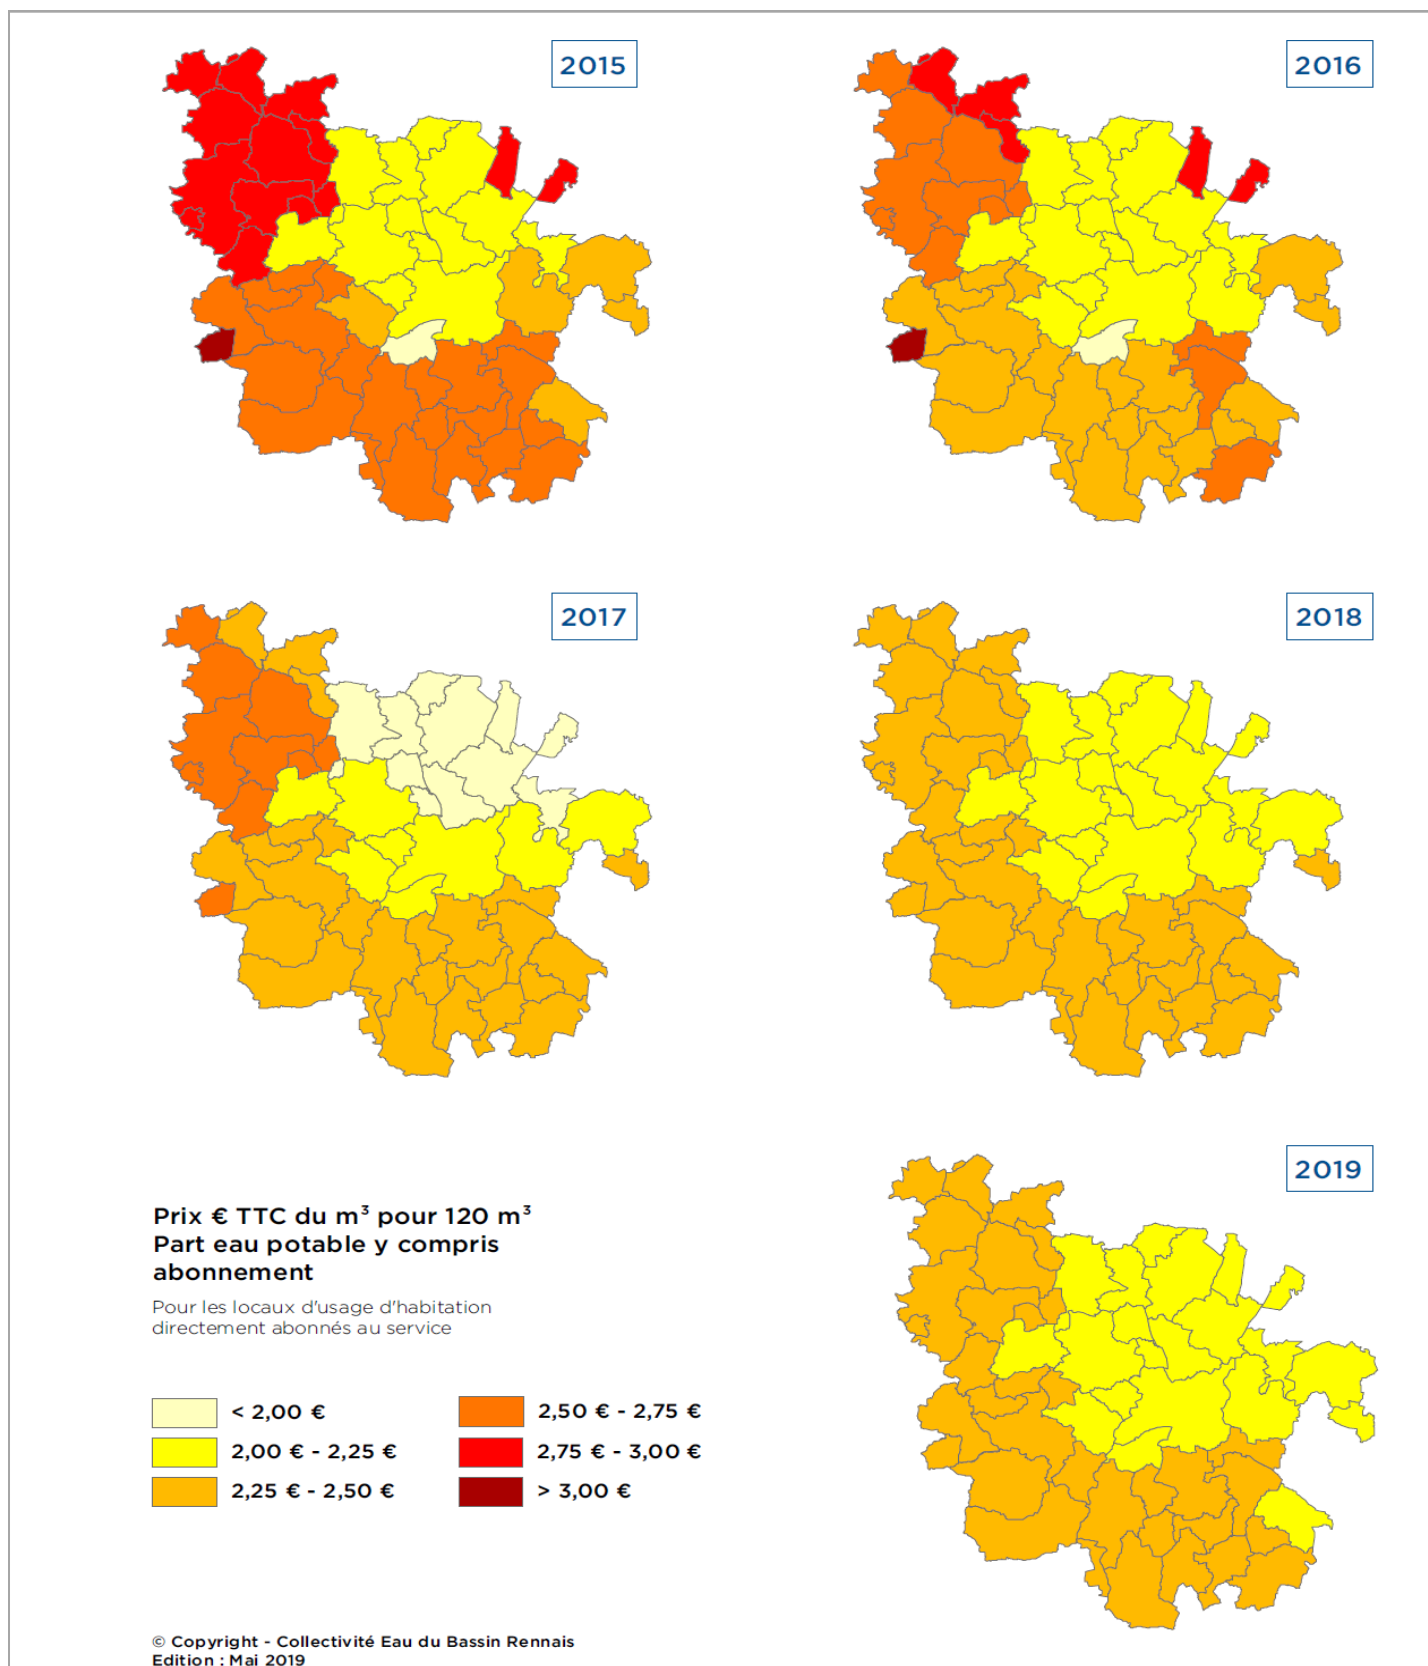 2015
2016
2017
2018
2019
Prix € TTC du m³ pour 120 m³
Part eau potable y compris
abonnement
Pour les locaux d'usage d'habitation
directement abonnés au service
< 2,00 €
2,00 € - 2,25 €
2,25 € - 2,50 €
2,50 € - 2,75 €
2,75 € - 3,00 €
> 3,00 €
© Copyright - Collectivité Eau du Bassin Rennais
Edition : Mai 2019